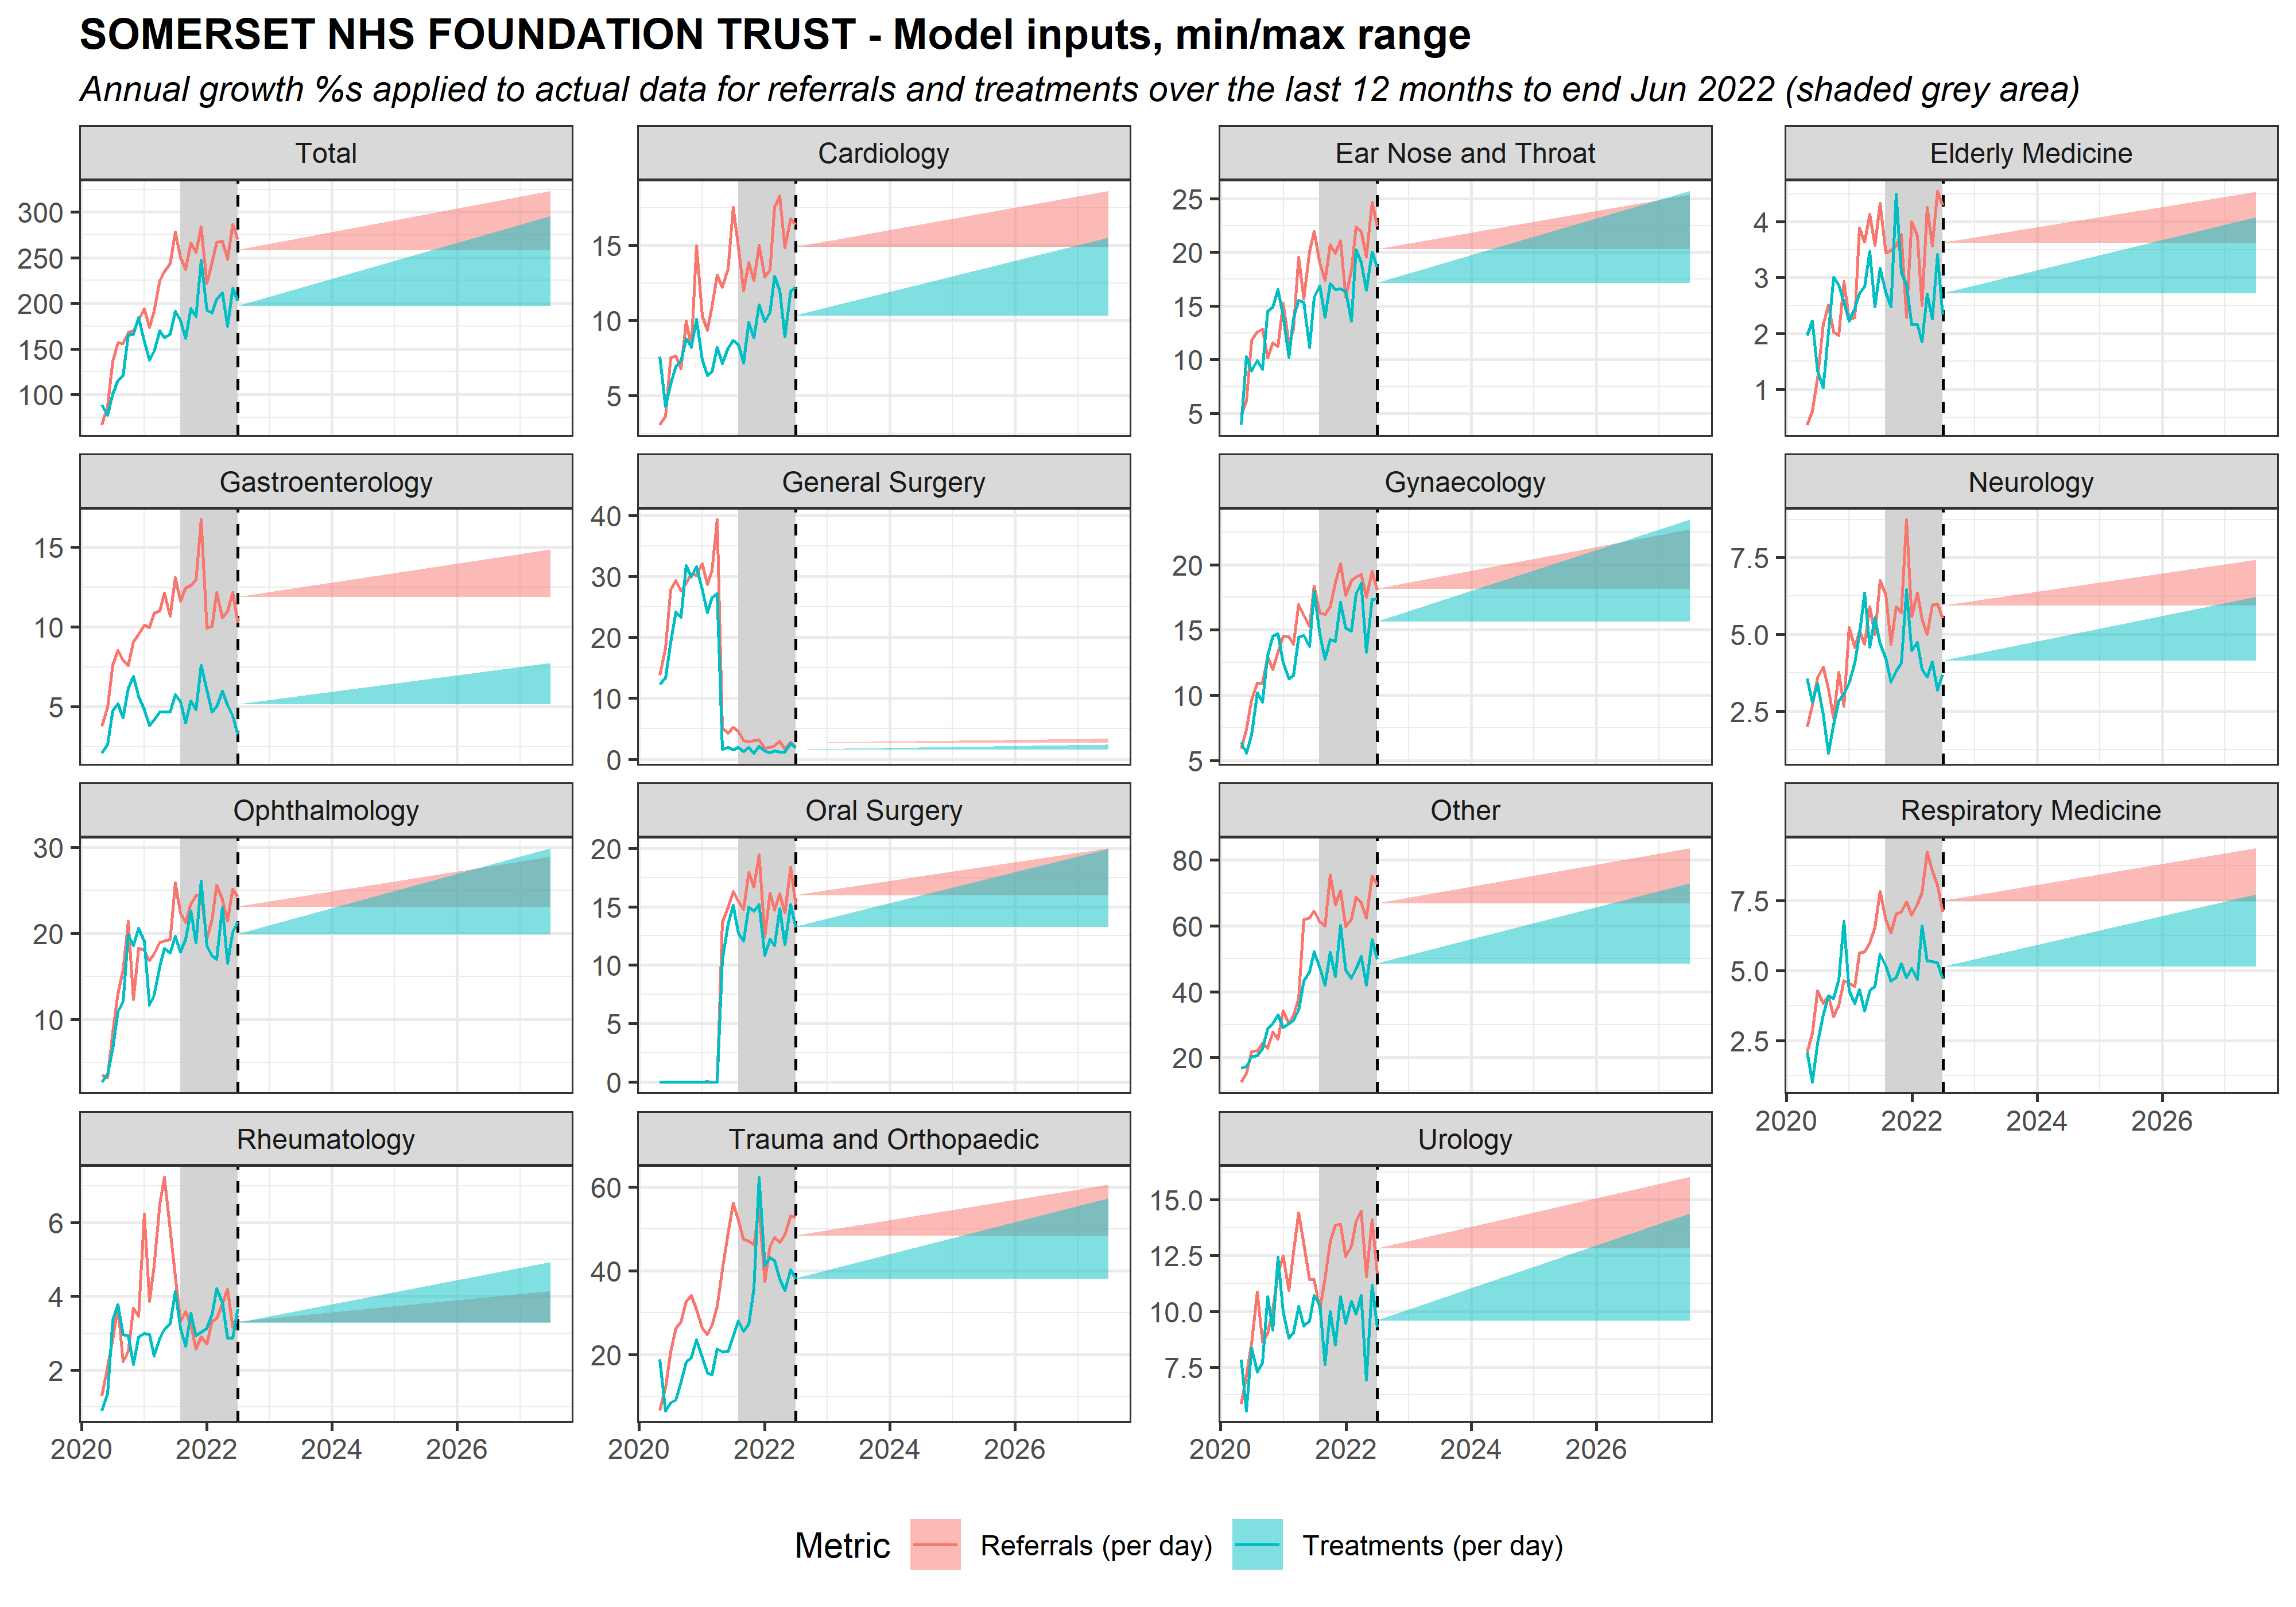 SOMERSET NHS FOUNDATION TRUST - Model inputs, min/max range
Annual growth %s applied to actual data for referrals and treatments over the last 12 months to end Jun 2022 (shaded grey area)
Total
Cardiology
Ear Nose and Throat
Elderly Medicine
300
250
200
150
100
15
10
5
25
20
15
10
5
4
3
2
1
Gastroenterology
General Surgery
Gynaecology
Neurology
15
10
5
40
30
20
10
0
20
15
10
5
7.5
5.0
2.5
Ophthalmology
Oral Surgery
Other
Respiratory Medicine
30
20
10
20
15
10
5
0
80
60
40
20
7.5
5.0
2.5
2020 2022 2024 2026
Rheumatology
Trauma and Orthopaedic
Urology
6
4
2
60
40
20
15.0
12.5
10.0
7.5
2020 2022 2024 2026
2020 2022 2024 2026
2020 2022 2024 2026
Metric Referrals (per day) Treatments (per day)